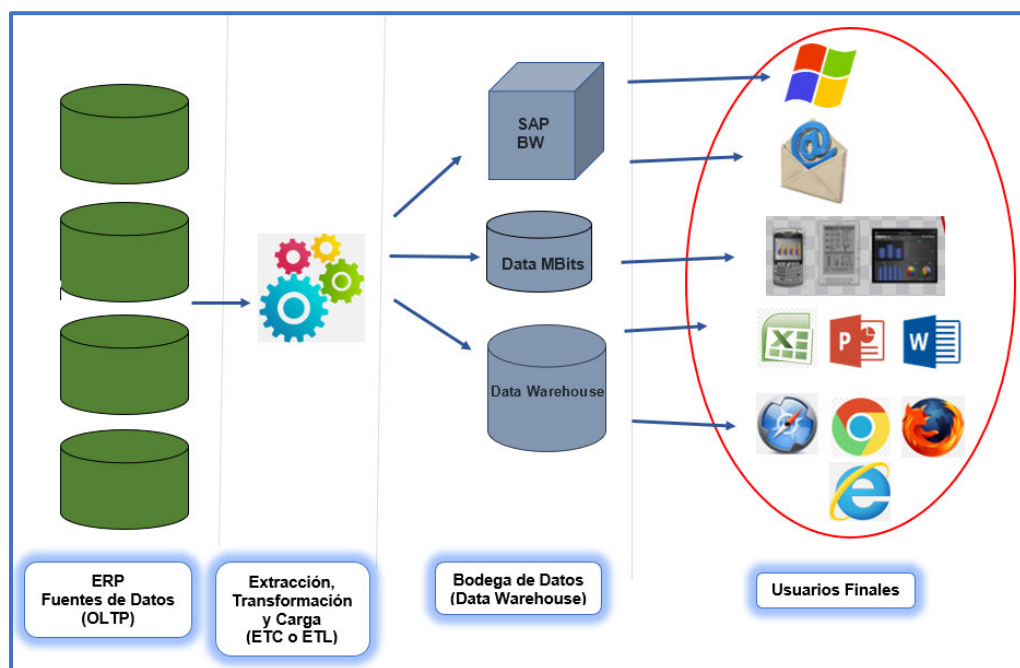 SAP
BW
Data MBits
Data Warehouse
ERP
Fuentes de Datos
(OLTP)
Extracción,
Transformación
y Carga
(ETC o ETL)
Bodega de Datos
(Data Warehouse)
Usuarios Finales